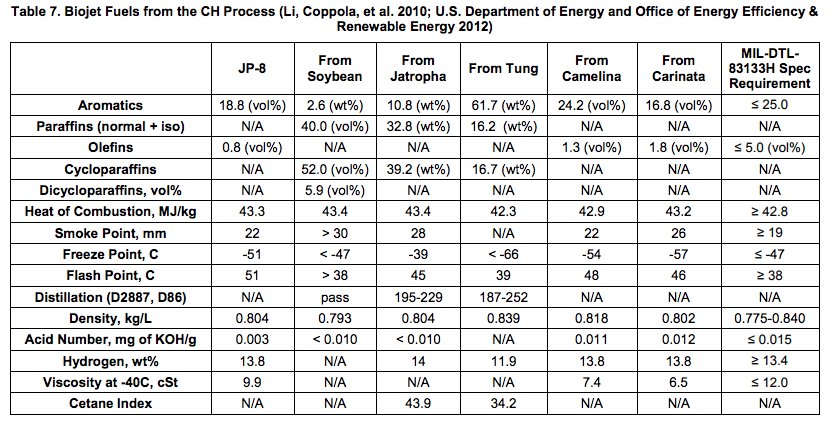 Table 7. Biojet Fuels from the CH Process (Li, Coppola, et al. 2010; U.S. Department of Energy and Office of Energy Efficiency &
Renewable Energy 2012)
JP-8 From Soybean From Jatropha From Tung From Camelina From Carinata MIL-DTL-83133H Spec Requirement
Aromatics 18.8 (vol%) 2.6 (wt%) 10.8 (wt%) 61.7 (wt%) 24.2 (vol%) 16.8 (vol%) ≤ 25.0
Paraffins (normal + iso) N/A 40.0 (vol%) 32.8 (wt%) 16.2 (wt%) N/A N/A N/A
Olefins 0.8 (vol%) N/A N/A N/A 1.3 (vol%) 1.8 (vol%) ≤ 5.0 (vol%)
Cycloparaffins N/A 52.0 (vol%) 39.2 (wt%) 16.7 (wt%) N/A N/A N/A
Dicycloparaffins, vol% N/A 5.9 (vol%) N/A N/A N/A N/A N/A
Heat of Combustion, MJ/kg 43.3 43.4 43.4 42.3 42.9 43.2 ≥ 42.8
Smoke Point, mm 22 > 30 28 N/A 22 26 ≥ 19
Freeze Point, C -51 < -47 -39 < -66 -54 -57 ≤ -47
Flash Point, C 51 > 38 45 39 48 46 ≥ 38
Distillation (D2887, D86) N/A pass 195-229 187-252 N/A N/A N/A
Density, kg/L 0.804 0.793 0.804 0.839 0.818 0.802 0.775-0.840
Acid Number, mg of KOH/g 0.003 < 0.010 < 0.010 N/A 0.011 0.012 ≤ 0.015
Hydrogen, wt% 13.8 N/A 14 11.9 13.8 13.8 ≥ 13.4
Viscosity at -40C, cSt 9.9 N/A N/A N/A 7.4 6.5 ≤ 12.0
Cetane Index N/A N/A 43.9 34.2 N/A N/A N/A